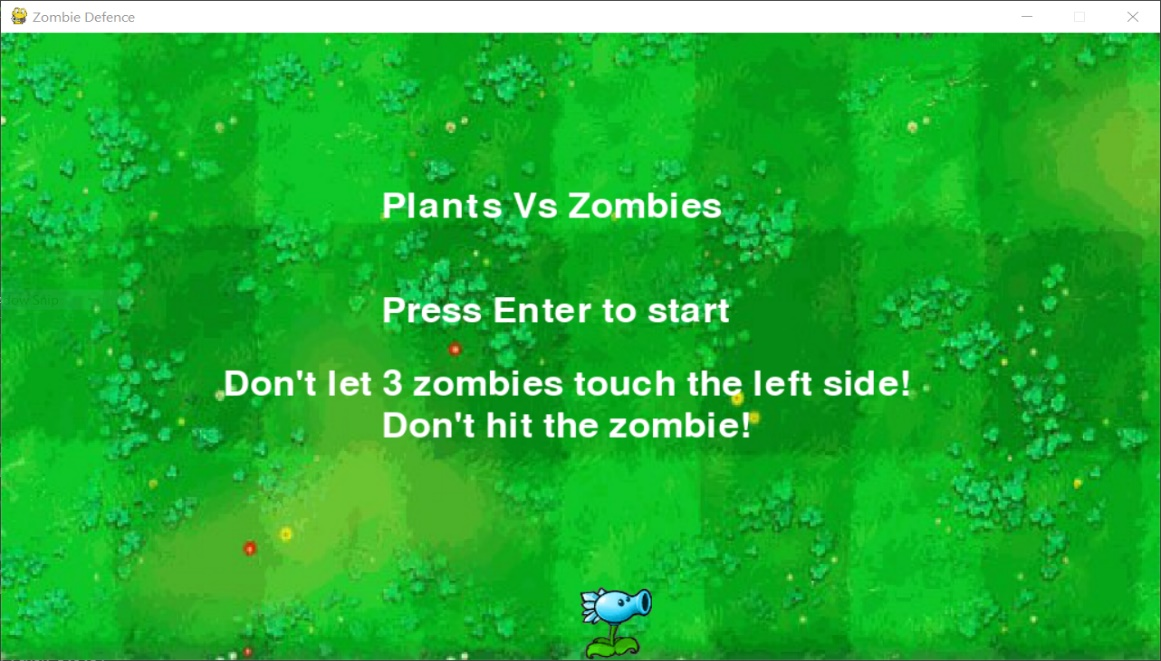 Zombie Defence
Plants Vs Zombies
Press Enter to start
Don't let 3 zombies touch the left side!
Don't hit the zombie!